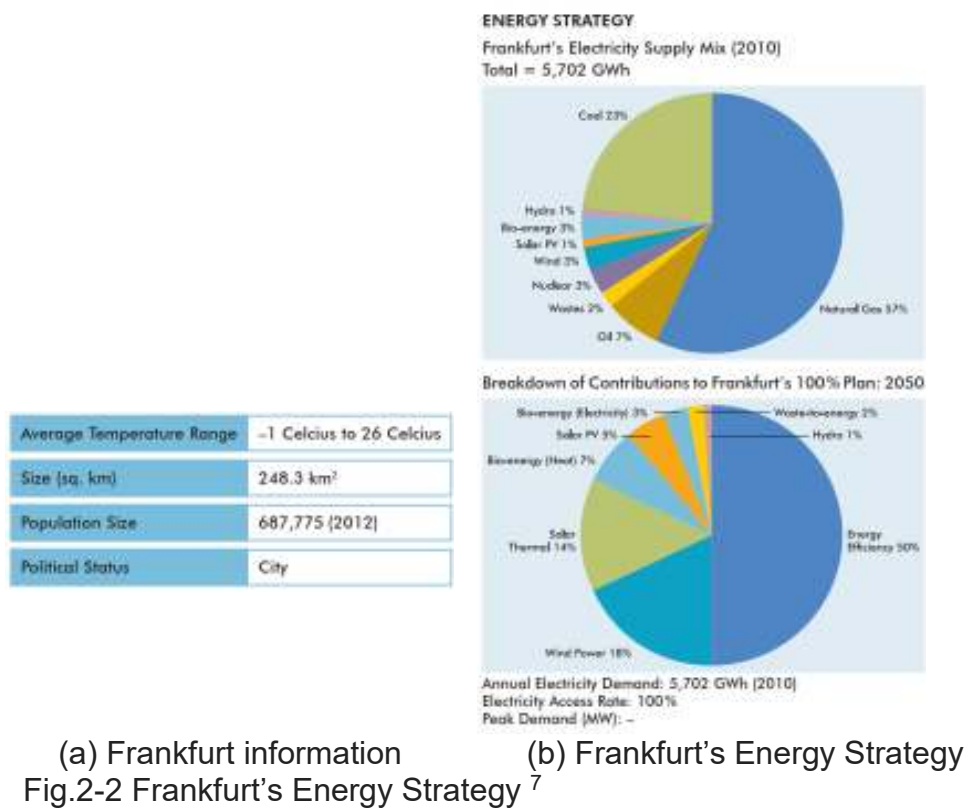 ENERGY STRATEGY
Frankfurt's Electricity Supply Mix (2010)
Total = 5,702 GWh
Coal 23%
Hydro 1%
Bio-energy 3%
Solar PV 1%
Wind 3%
Nuclear 3%
Wastes 2%
Oil 7%
Natural Gas 57%
Breakdown of Contributions to Frankfurt's 100% Plan: 2050
Bio-energy (Electricity) 3%
Waste-to-energy 2%
Solar PV 5%
Hydro 1%
Bio-energy (Heat) 7%
Solar
Thermal 14%
Energy
Efficiency 50%
Wind Power 18%
Annual Electricity Demand: 5,702 GWh (2010)
Electricity Access Rate: 100%
Peak Demand (MW): –
Average Temperature Range –1 Celcius to 26 Celcius
Size (sq. km) 248.3 km²
Population Size 687,775 (2012)
Political Status City
(a) Frankfurt information
(b) Frankfurt's Energy Strategy
Fig.2-2 Frankfurt's Energy Strategy ⁷